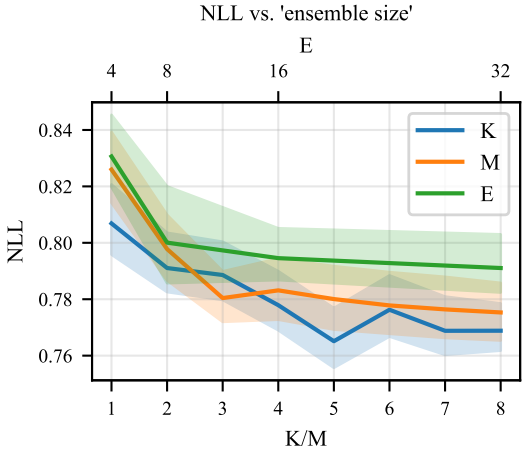 NLL vs. 'ensemble size'
E
4 8 16 32
K
M
E
NLL
0.84
0.82
0.80
0.78
0.76
1 2 3 4 5 6 7 8
K/M